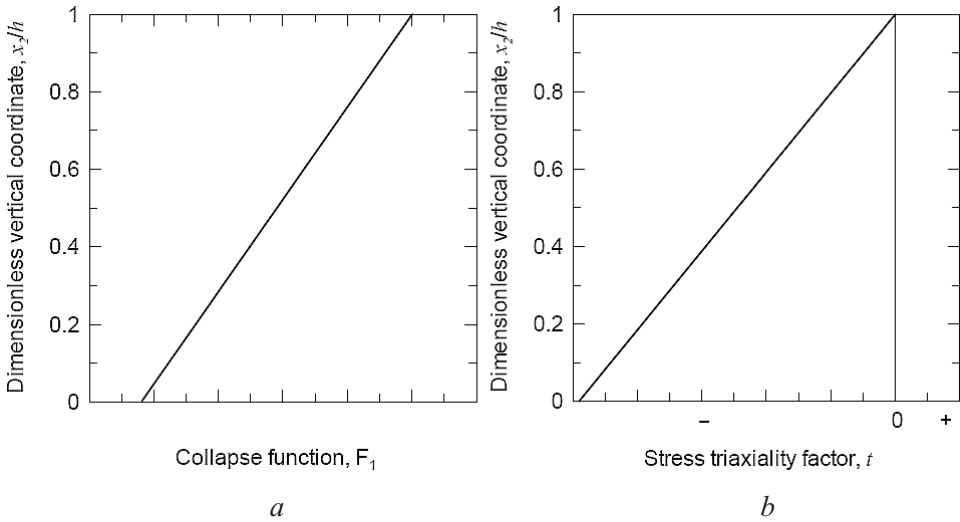 Dimensionless vertical coordinate, x₂/h
1
0.8
0.6
0.4
0.2
0
Collapse function, F₁
a
Dimensionless vertical coordinate, x₂/h
1
0.8
0.6
0.4
0.2
0
− 0 +
Stress triaxiality factor, t
b